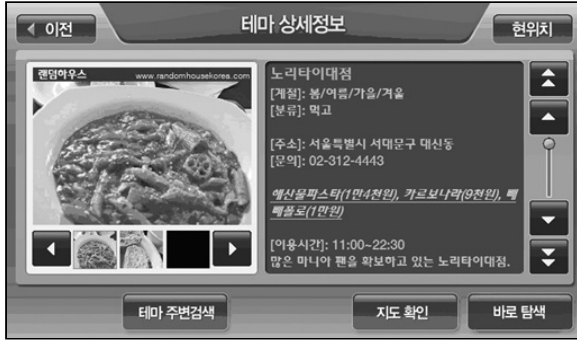 이전
테마 상세정보
현위치
랜덤하우스 www.randomhousekorea.com
노리타이대점
[계절]: 봄/여름/가을/겨울
[분류]: 먹고
[주소]: 서울특별시 서대문구 대신동
[문의]: 02-312-4443
해산물파스타(1만4천원), 카르보나라(9천원), 빼
빼폴로(1만원)
[이용시간]: 11:00~22:30
많은 마니아 팬을 확보하고 있는 노리타이대점.
테마 주변검색
지도 확인
바로 탐색